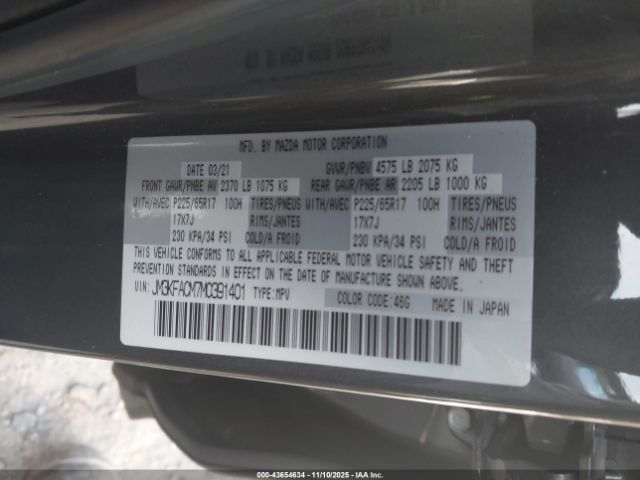 MFD. BY MAZDA MOTOR CORPORATION
DATE 03/21 GVWR/PNBV 4575 LB 2075 KG
FRONT GAWR/PNBE AV 2370 LB 1075 KG REAR GAWR/PNBE AR 2205 LB 1000 KG
WITH/AVEC P225/65R17 100H TIRES/PNEUS WITH/AVEC P225/65R17 100H TIRES/PNEUS
17X7J RIMS/JANTES 17X7J RIMS/JANTES
230 KPA/34 PSI COLD/A FROID 230 KPA/34 PSI COLD/A FROID
THIS VEHICLE CONFORMS TO ALL APPLICABLE FEDERAL MOTOR VEHICLE SAFETY AND THEFT
PREVENTION STANDARDS IN EFFECT ON THE DATE OF MANUFACTURE SHOWN ABOVE.
VIN: JM3KFACM7M0391401 TYPE:MPV COLOR CODE:46G MADE IN JAPAN
© 43654634 - 11/10/2025 - IAA Inc.